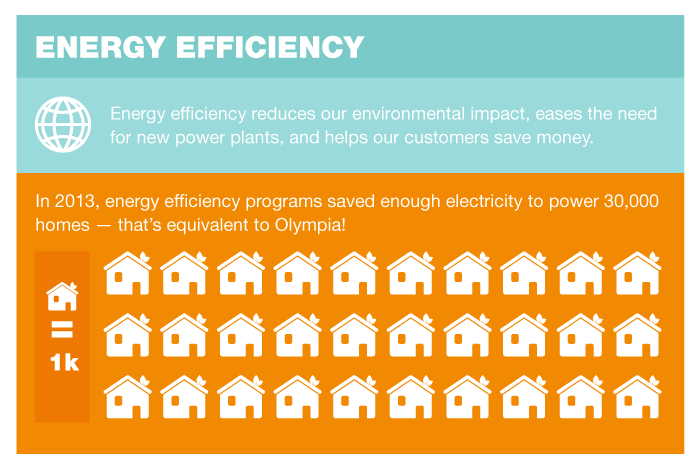 ENERGY EFFICIENCY
Energy efficiency reduces our environmental impact, eases the need
for new power plants, and helps our customers save money.
In 2013, energy efficiency programs saved enough electricity to power 30,000
homes — that’s equivalent to Olympia!
=
1k